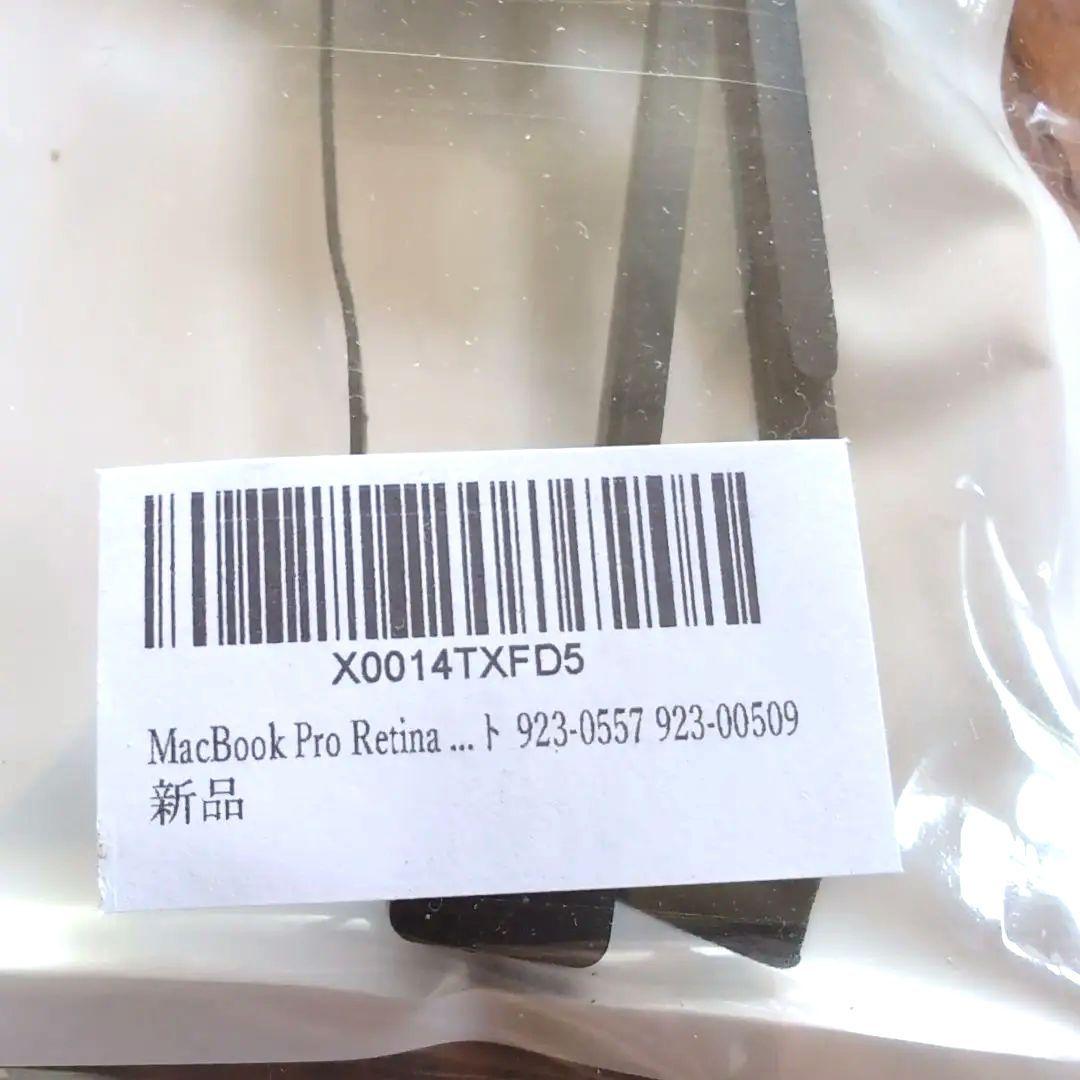 X0014TXFD5
MacBook Pro Retina ...ト 923-0557 923-00509
新品